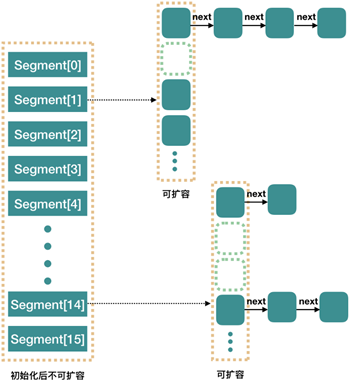 next
next
next
Segment[0]
Segment[1]
Segment[2]
Segment[3]
Segment[4]
可扩容
next
Segment[14]
next
next
Segment[15]
初始化后不可扩容
可扩容